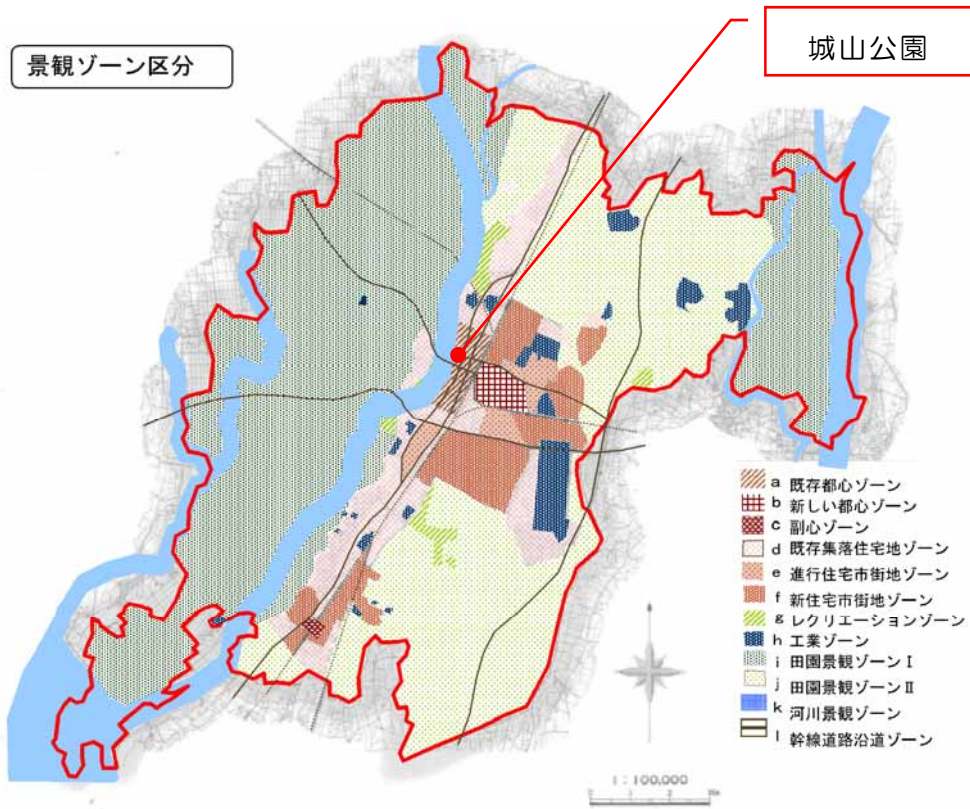 景観ゾーン区分
城山公園
a 既存都心ゾーン
b 新しい都心ゾーン
c 副心ゾーン
d 既存集落住宅地ゾーン
e 進行住宅市街地ゾーン
f 新住宅市街地ゾーン
g レクリエーションゾーン
h 工業ゾーン
i 田園景観ゾーンⅠ
j 田園景観ゾーンⅡ
k 河川景観ゾーン
l 幹線道路沿道ゾーン
1:100,000
0 1 2